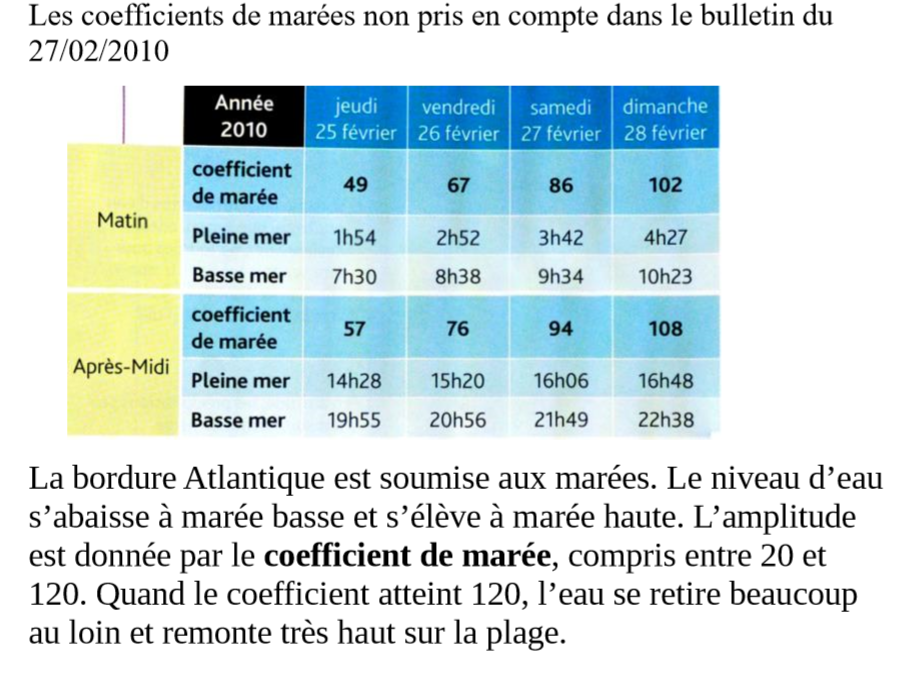 Les coefficients de marées non pris en compte dans le bulletin du
27/02/2010
Année 2010 jeudi 25 février vendredi 26 février samedi 27 février dimanche 28 février
Matin
coefficient de marée 49 67 86 102
Pleine mer 1h54 2h52 3h42 4h27
Basse mer 7h30 8h38 9h34 10h23
Après-Midi
coefficient de marée 57 76 94 108
Pleine mer 14h28 15h20 16h06 16h48
Basse mer 19h55 20h56 21h49 22h38
La bordure Atlantique est soumise aux marées. Le niveau d’eau
s’abaisse à marée basse et s’élève à marée haute. L’amplitude
est donnée par le coefficient de marée, compris entre 20 et
120. Quand le coefficient atteint 120, l’eau se retire beaucoup
au loin et remonte très haut sur la plage.